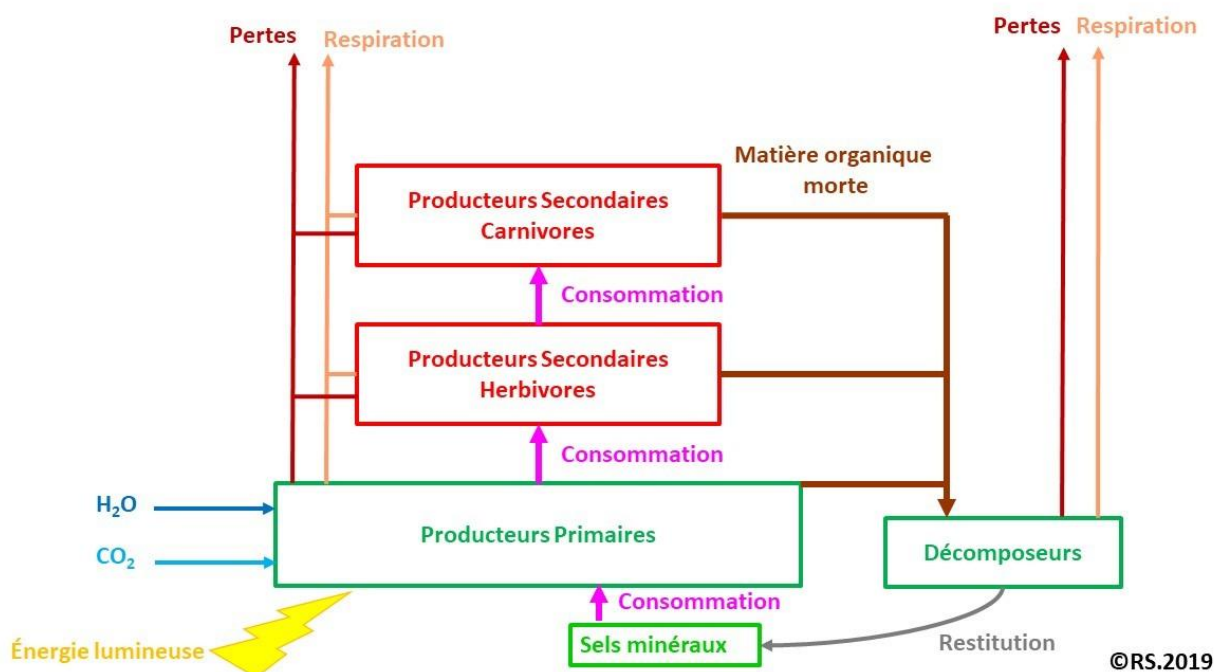 Pertes
Respiration
Pertes
Respiration
Matière organique
morte
Producteurs Secondaires
Carnivores
Consommation
Producteurs Secondaires
Herbivores
Consommation
H₂O
Producteurs Primaires
CO₂
Décomposeurs
Consommation
Énergie lumineuse
Sels minéraux
Restitution
©RS.2019